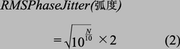 RMSPhaseJitter(弧度)
=√10^{N/10}×2 (2)